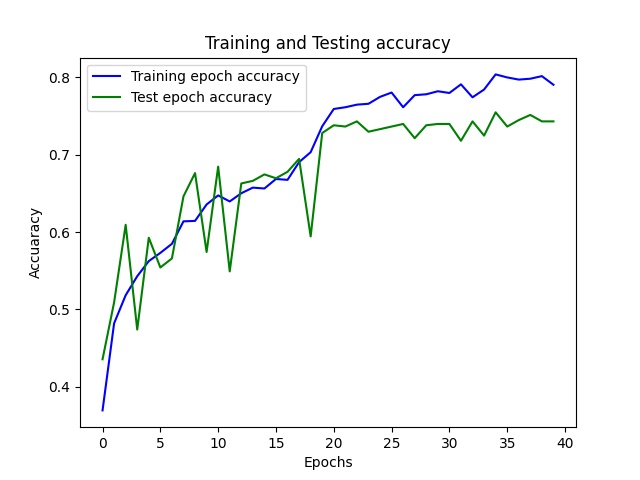 Training and Testing accuracy
Training epoch accuracy
Test epoch accuracy
Accuaracy
0.8
0.7
0.6
0.5
0.4
0 5 10 15 20 25 30 35 40
Epochs